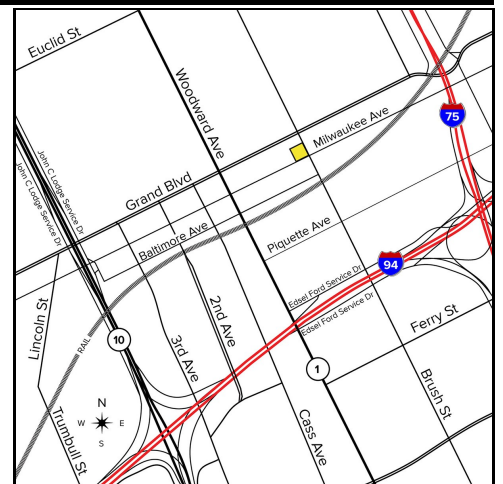 Euclid St
Woodward Ave
75
Milwaukee Ave
John C Lodge Service Dr
John C Lodge Service Dr
Grand Blvd
Baltimore Ave
Piquette Ave
94
Edsel Ford Service Dr
Edsel Ford Service Dr
Lincoln St
2nd Ave
Ferry St
10
RAIL
3rd Ave
1
N
W E
S
Trumbull St
Cass Ave
Brush St